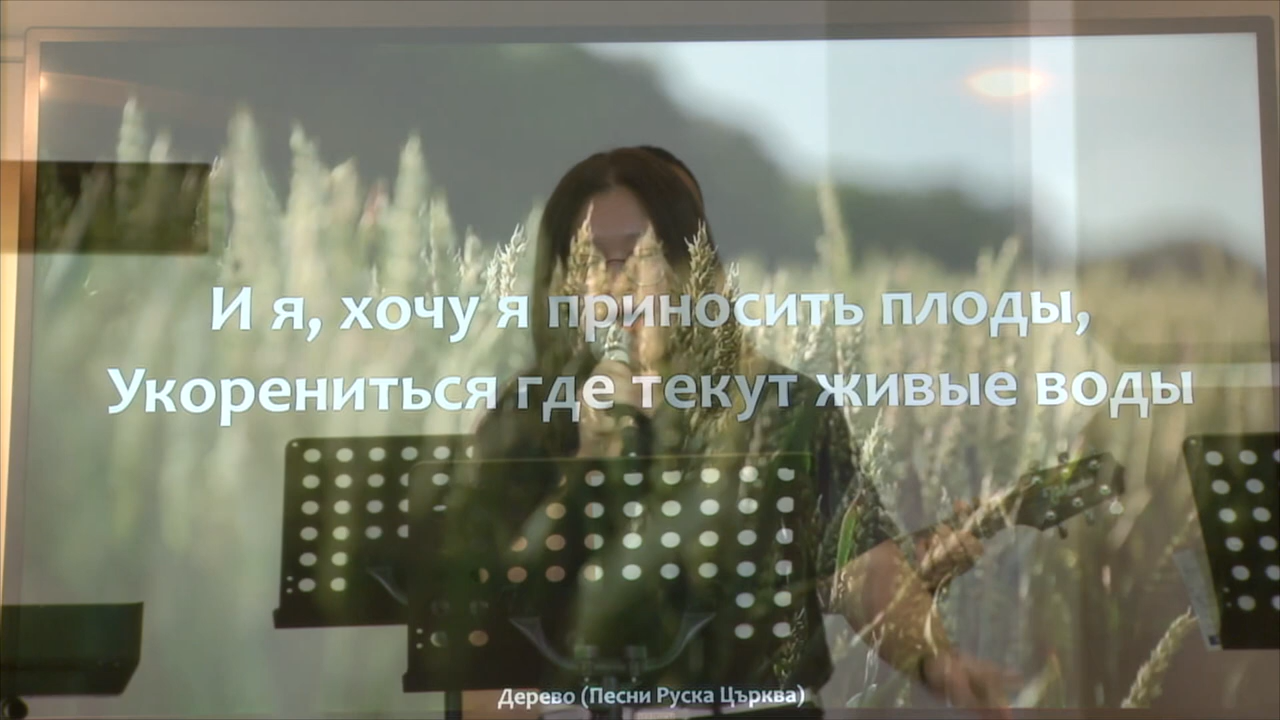 И я, хочу я приносить плоды,
Укорениться где текут живые воды
Дерево (Песни Руска Църква)